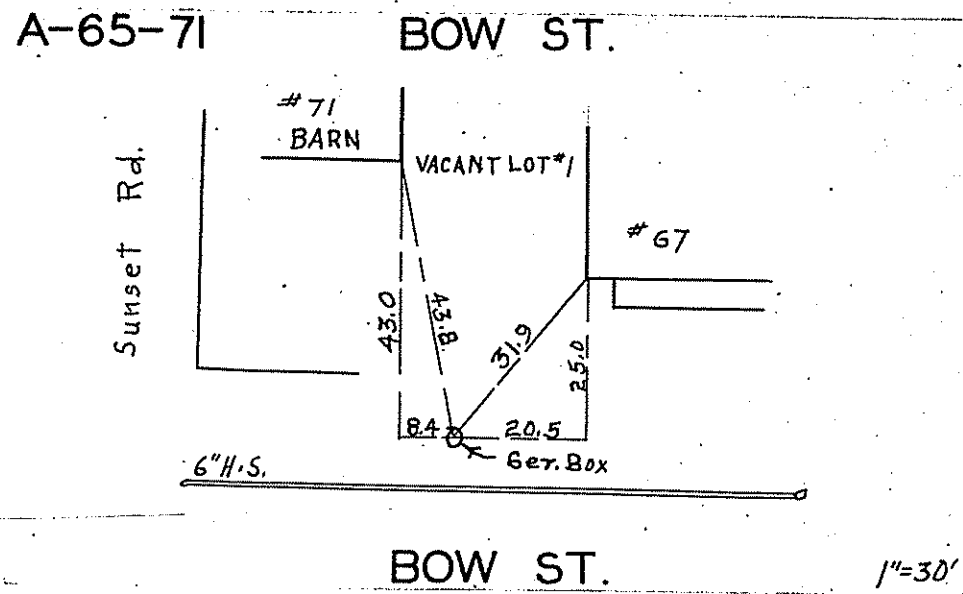 A-65-71
BOW ST.
#71
BARN
VACANT LOT #1
Sunset Rd.
#67
43.0
43.8
31.9
25.0
8.4
20.5
Ser. Box
6" H.S.
BOW ST.
1"=30'